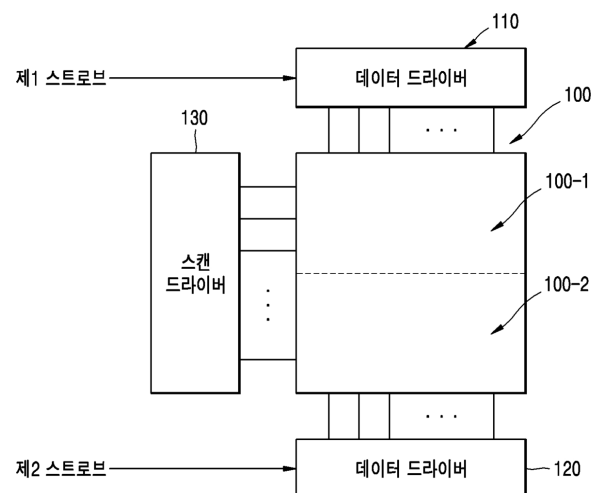 110
제1 스트로브
데이터 드라이버
100
130
. . .
100-1
스캔
드라이버
100-2
. . .
. . .
제2 스트로브
데이터 드라이버
120